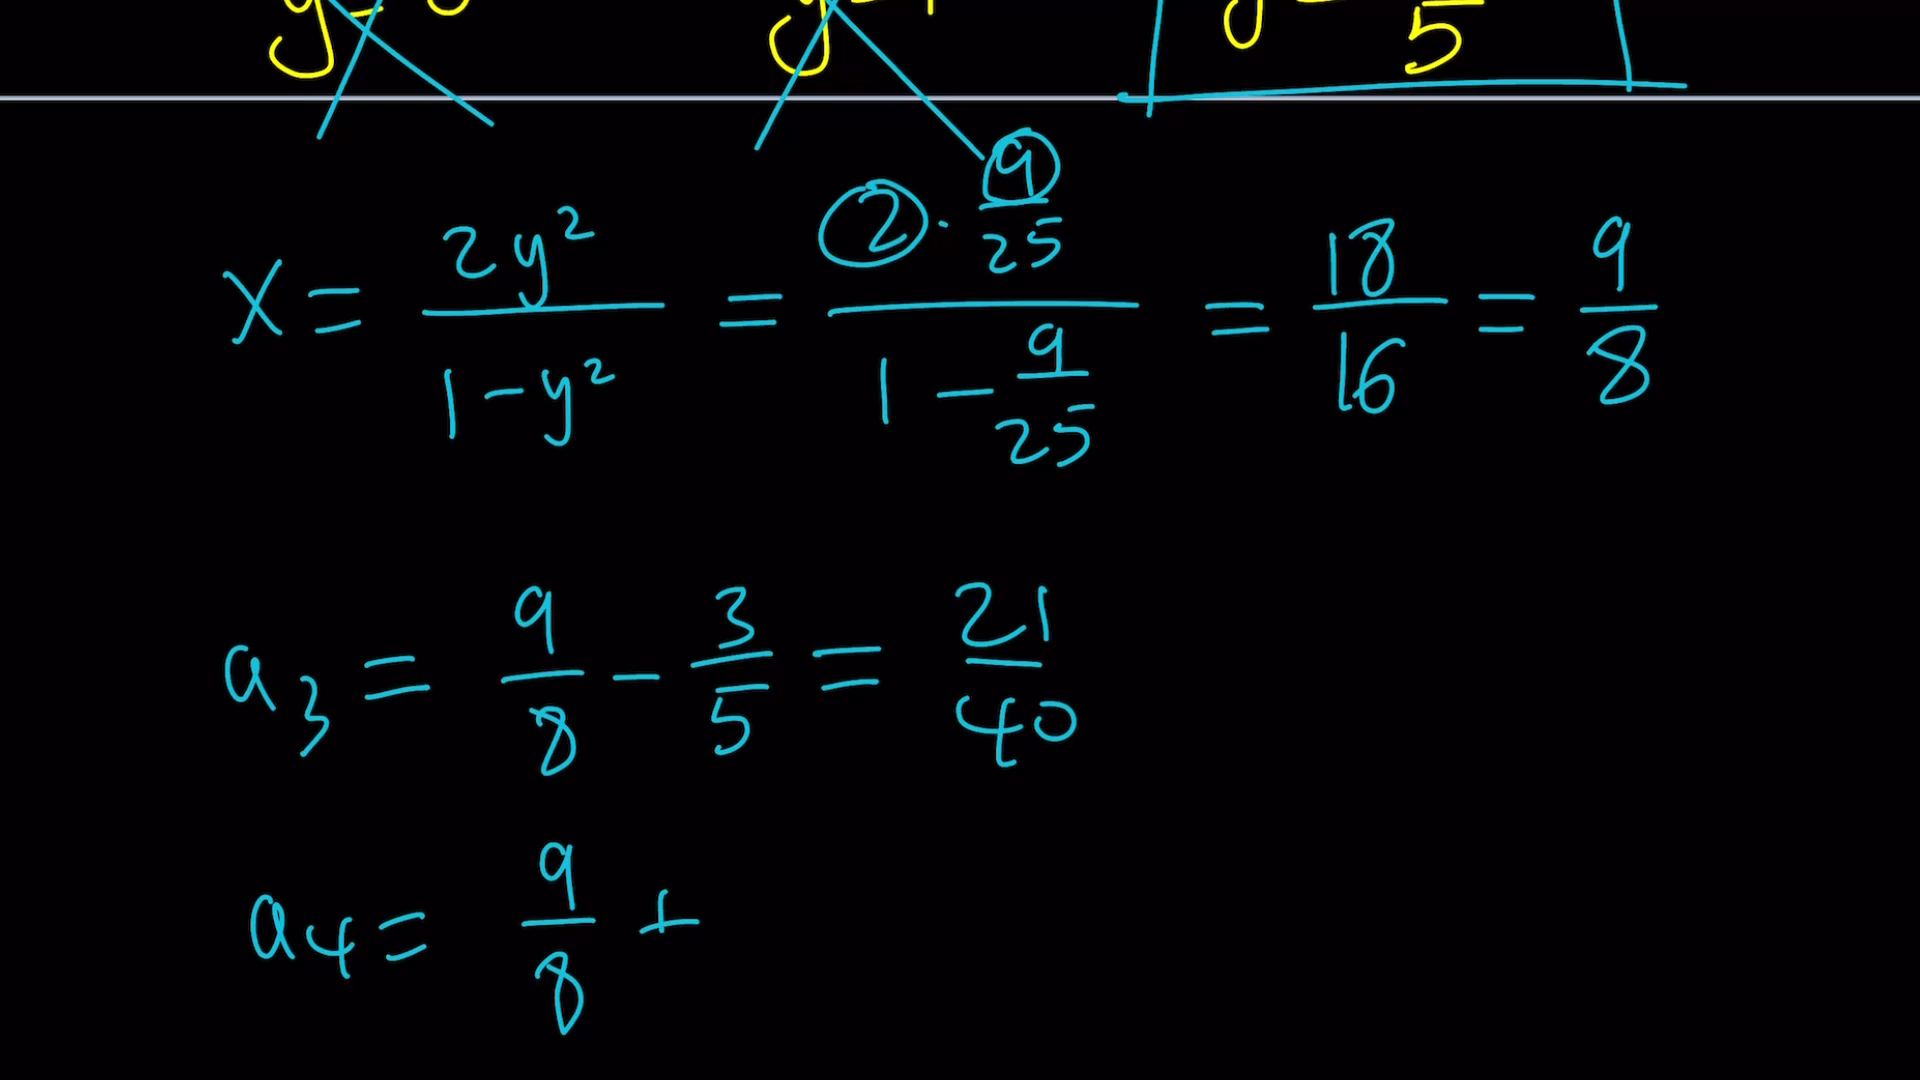 y = 5
x = 2y²/(1 - y²) = (2 · 9/25)/(1 - 9/25) = 18/16 = 9/8
a₃ = 9/8 - 3/5 = 21/40
a₄ = 9/8 +